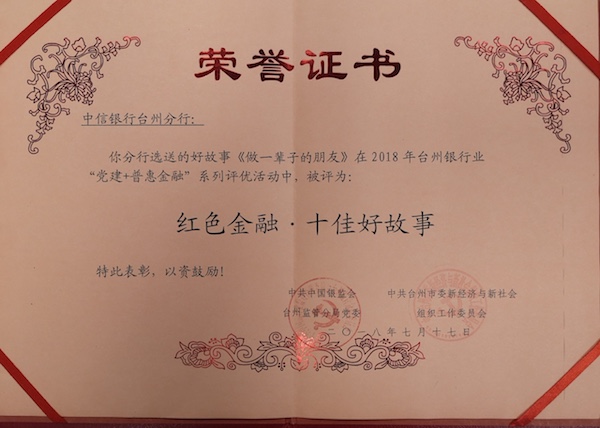 荣誉证书
中信银行台州分行：
你分行选送的好故事《做一辈子的朋友》在2018年台州银行业
“党建+普惠金融”系列评优活动中，被评为：
红色金融·十佳好故事
特此表彰，以资鼓励！
中共中国银监会 中共台州市委新经济与新社会
台州监管分局党委 组织工作委员会
二〇一八年七月十七日